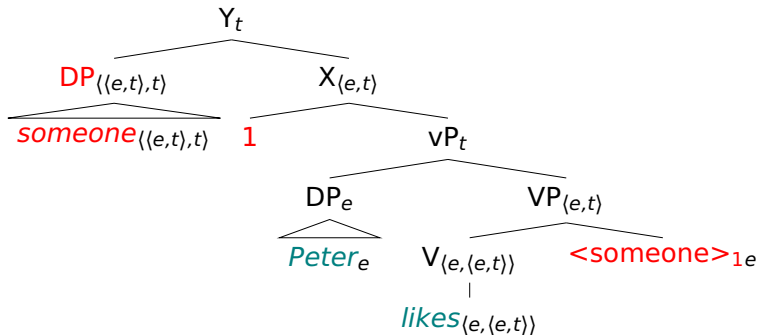 Y_t
DP_⟨⟨e,t⟩,t⟩ X_⟨e,t⟩
someone_⟨⟨e,t⟩,t⟩ 1 vP_t
DP_e VP_⟨e,t⟩
Peter_e V_⟨e,⟨e,t⟩⟩ <someone>_1e
likes_⟨e,⟨e,t⟩⟩